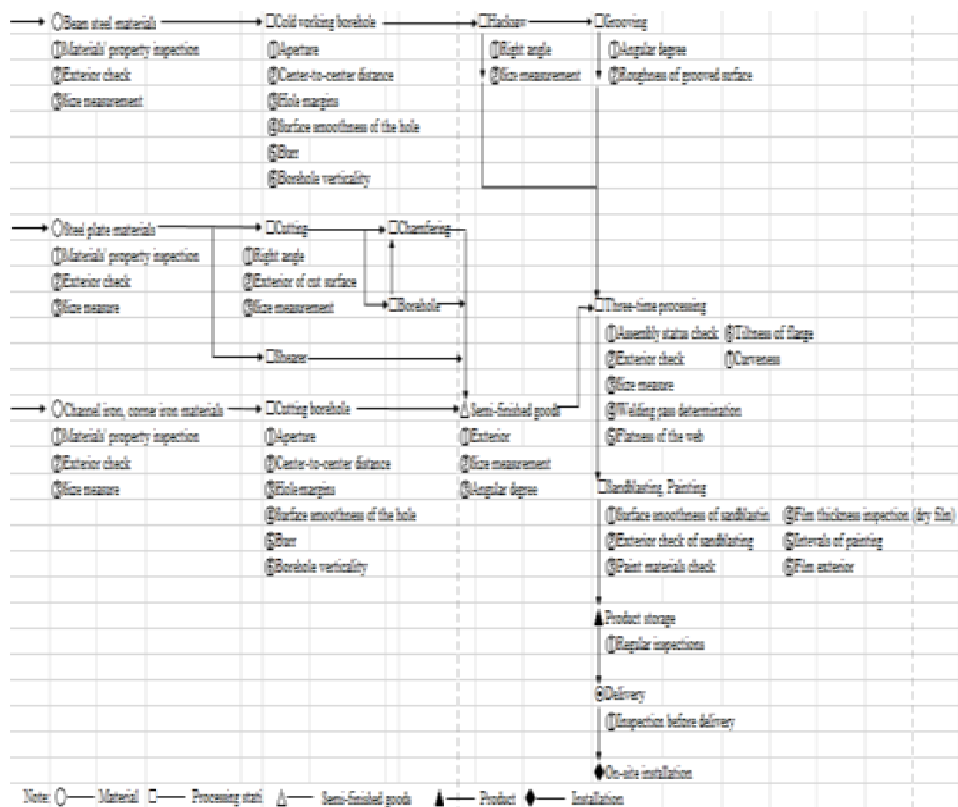 ○Beam steel materials □Cold working borehole □Hacksaw □Grooving
①Materials' property inspection ①Aperture ①Right angle ①Angular degree
②Exterior check ②Center-to-center distance ②Size measurement ②Roughness of grooved surface
③Size measurement ③Hole margins
④Surface smoothness of the hole
⑤Burr
⑥Borehole verticality
○Steel plate materials □Cutting □Chamfering
①Materials' property inspection ①Right angle
②Exterior check ②Exterior of cut surface
③Size measure ③Size measurement □Borehole □Three-time processing
①Assembly status check ⑥Tiltness of flange
□Shearer ②Exterior check ⑦Curveness
③Size measure
○Channel iron, corner iron materials □Cutting borehole △Semi-finished goods ④Welding pass determination
①Materials' property inspection ①Aperture ①Exterior ⑤Flatness of the web
②Exterior check ②Center-to-center distance ②Size measurement
③Size measure ③Hole margins ③Angular degree □Sandblasting, Painting
④Surface smoothness of the hole ①Surface smoothness of sandblastin ④Film thickness inspection (dry film)
⑤Burr ②Exterior check of sandblasting ⑤Intevals of painting
⑥Borehole verticality ③Paint materials check ⑥Film exterior
▲Product storage
①Regular inspections
Delivery
①Inspection before delivery
◆On-site installation
Note: ○— Material □— Processing stati △— Semi-finished goods ▲— Product ◆— Installation